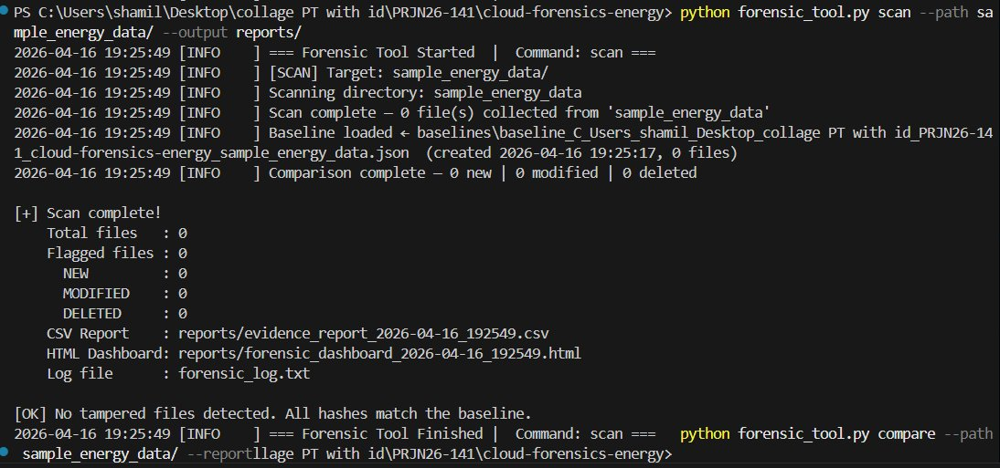 PS C:\Users\shamil\Desktop\collage PT with id\PRJN26-141\cloud-forensics-energy> python forensic_tool.py scan --path sa
mple_energy_data/ --output reports/
2026-04-16 19:25:49 [INFO    ] === Forensic Tool Started  |  Command: scan ===
2026-04-16 19:25:49 [INFO    ] [SCAN] Target: sample_energy_data/
2026-04-16 19:25:49 [INFO    ] Scanning directory: sample_energy_data
2026-04-16 19:25:49 [INFO    ] Scan complete — 0 file(s) collected from 'sample_energy_data'
2026-04-16 19:25:49 [INFO    ] Baseline loaded ← baselines\baseline_C_Users_shamil_Desktop_collage PT with id_PRJN26-14
1_cloud-forensics-energy_sample_energy_data.json  (created 2026-04-16 19:25:17, 0 files)
2026-04-16 19:25:49 [INFO    ] Comparison complete — 0 new | 0 modified | 0 deleted
[+] Scan complete!
    Total files   : 0
    Flagged files : 0
      NEW         : 0
      MODIFIED    : 0
      DELETED     : 0
    CSV Report    : reports/evidence_report_2026-04-16_192549.csv
    HTML Dashboard: reports/forensic_dashboard_2026-04-16_192549.html
    Log file      : forensic_log.txt
[OK] No tampered files detected. All hashes match the baseline.
2026-04-16 19:25:49 [INFO    ] === Forensic Tool Finished |  Command: scan ===   python forensic_tool.py compare --path
 sample_energy_data/ --reportllage PT with id\PRJN26-141\cloud-forensics-energy>